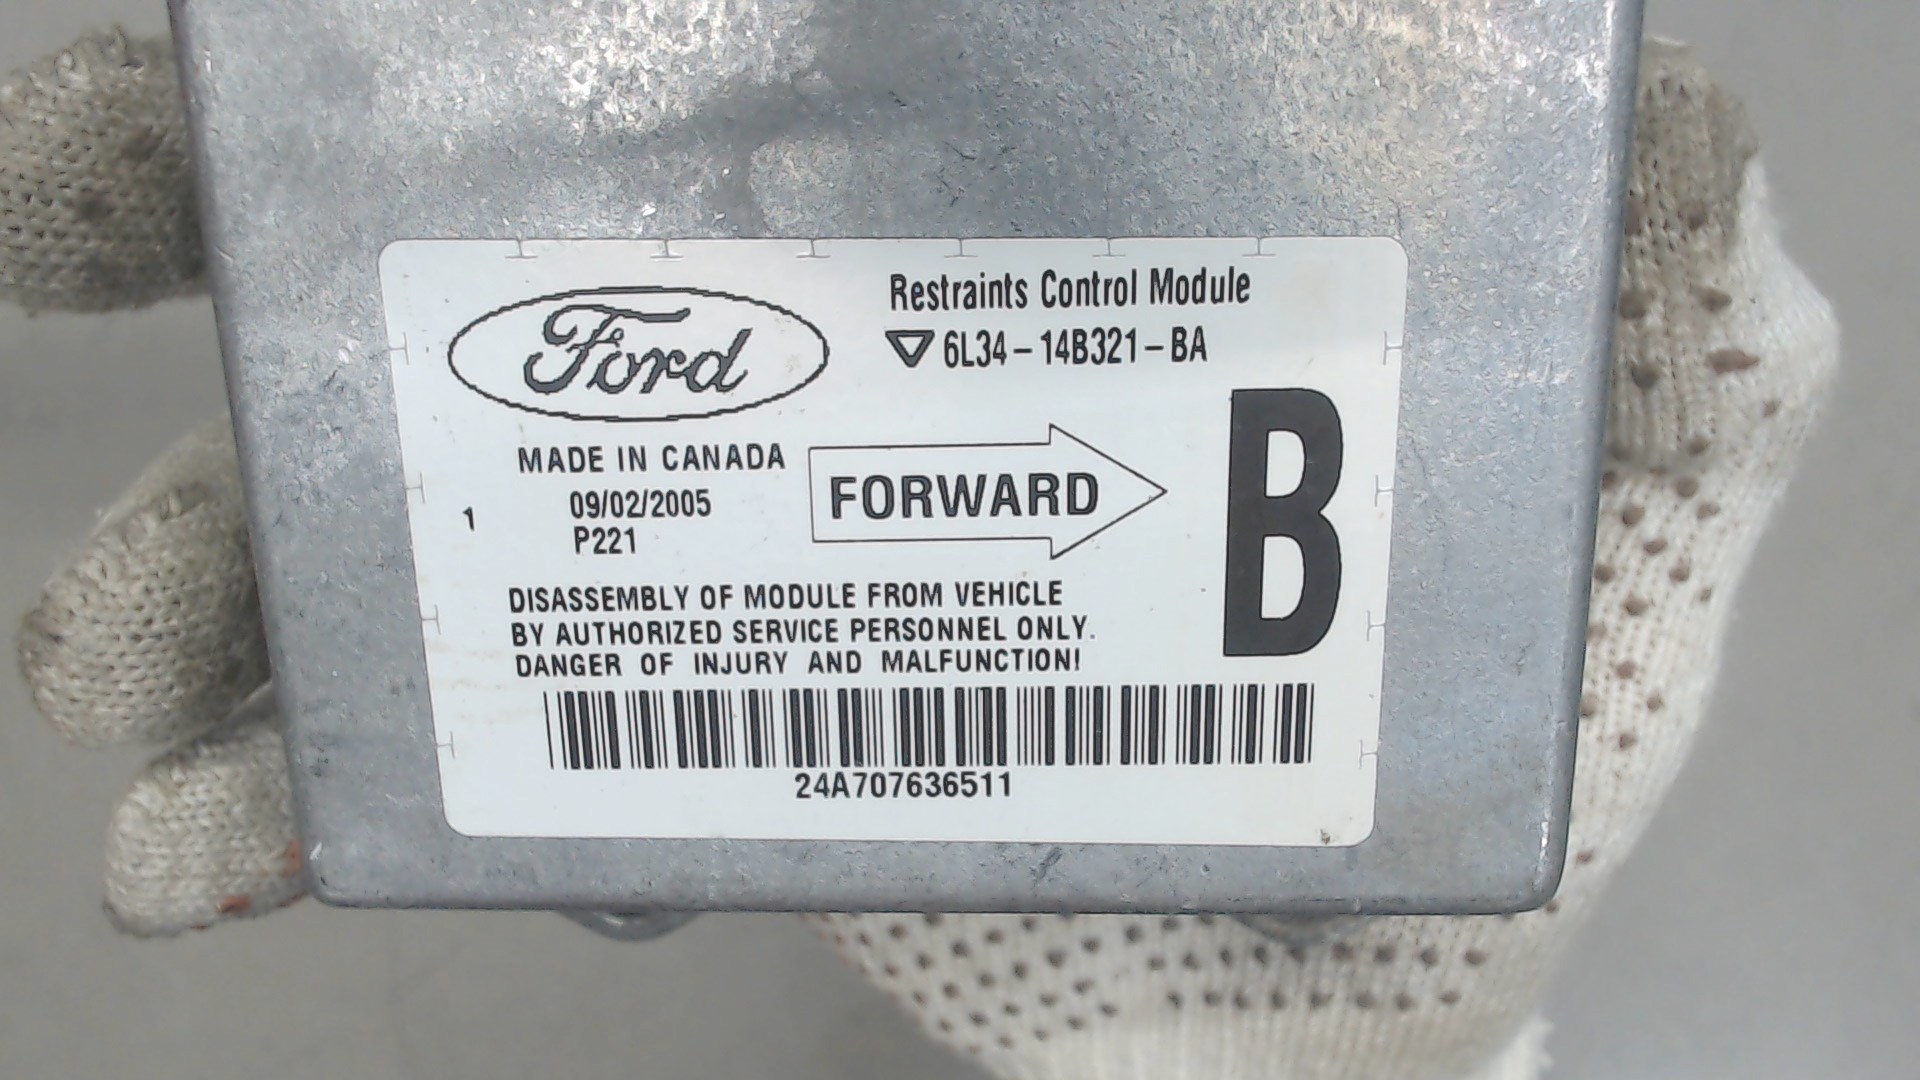 Ford
Restraints Control Module
6L34-14B321-BA
MADE IN CANADA
09/02/2005
P221
1
FORWARD
B
DISASSEMBLY OF MODULE FROM VEHICLE
BY AUTHORIZED SERVICE PERSONNEL ONLY.
DANGER OF INJURY AND MALFUNCTION!
24A707636511